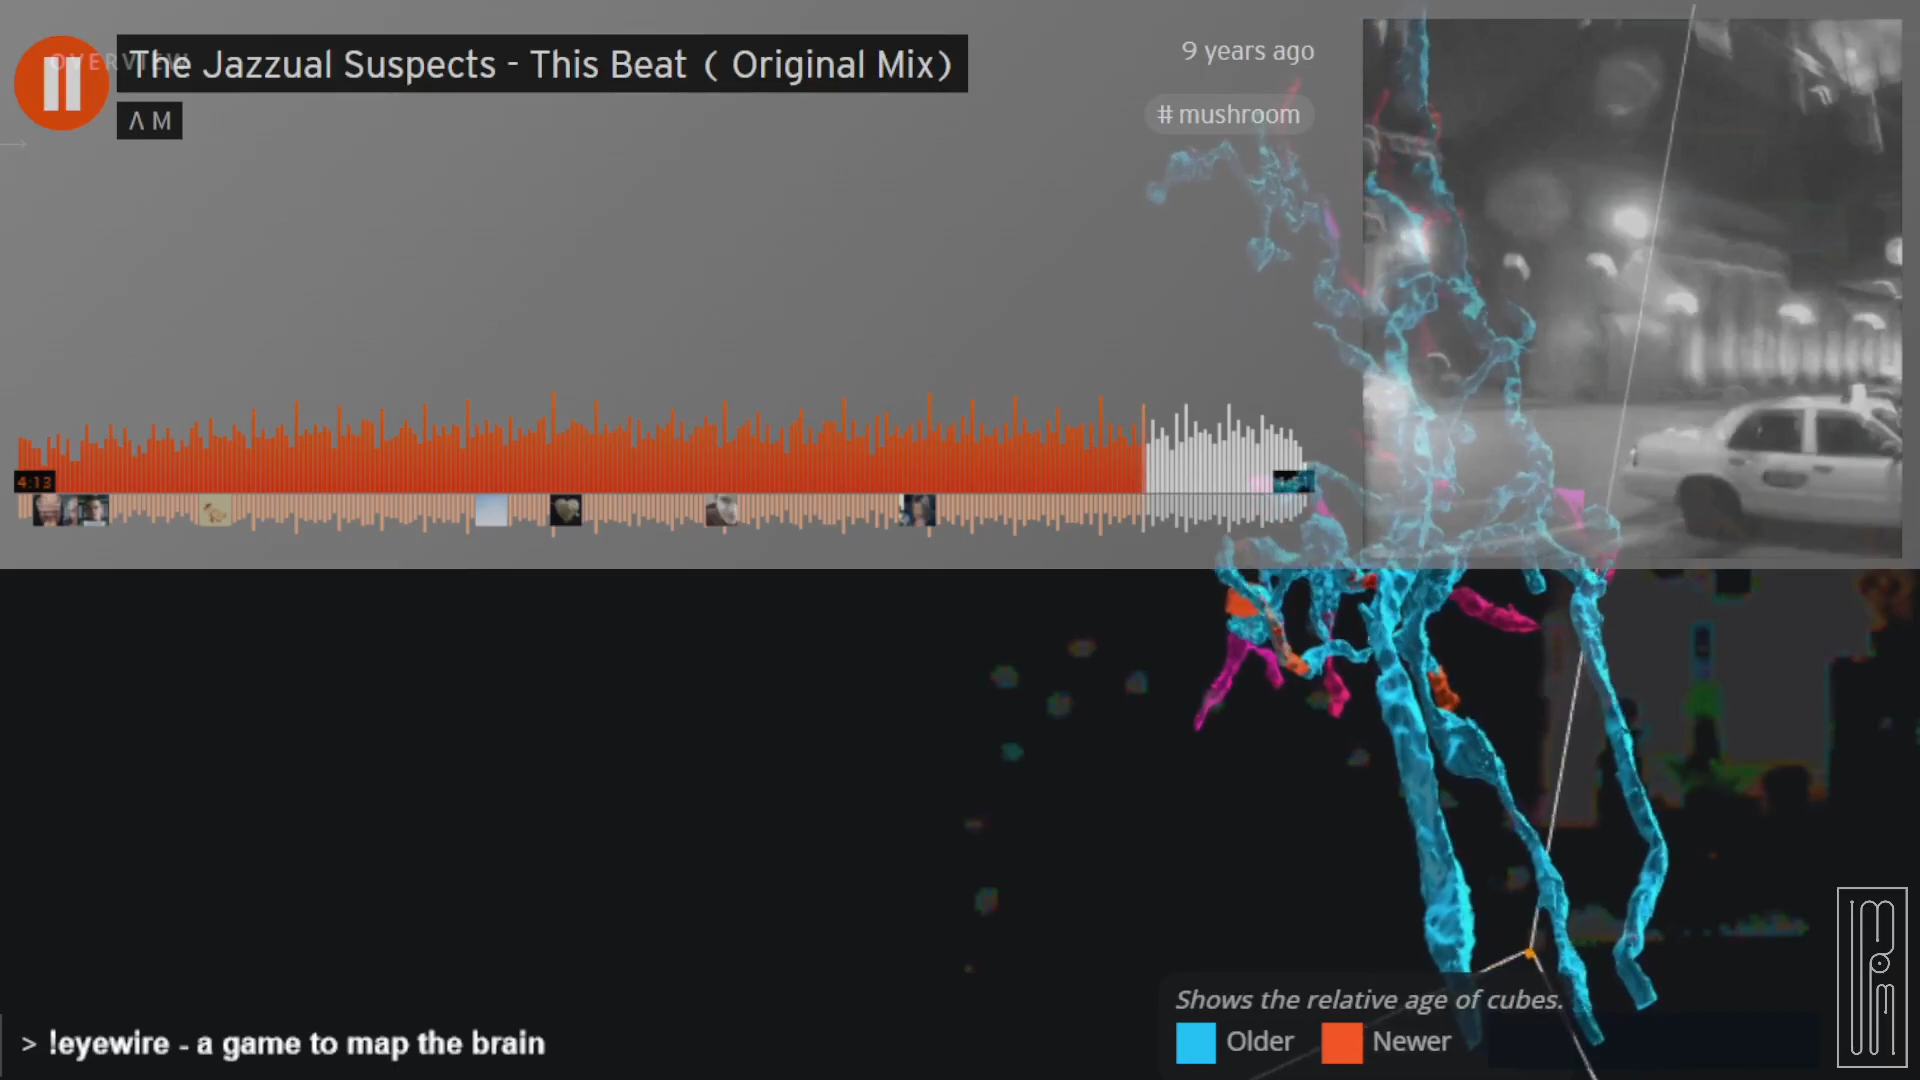 OVERVIEW
The Jazzual Suspects - This Beat ( Original Mix)
Λ M
9 years ago
# mushroom
4:13
Shows the relative age of cubes.
Older
Newer
> !eyewire - a game to map the brain